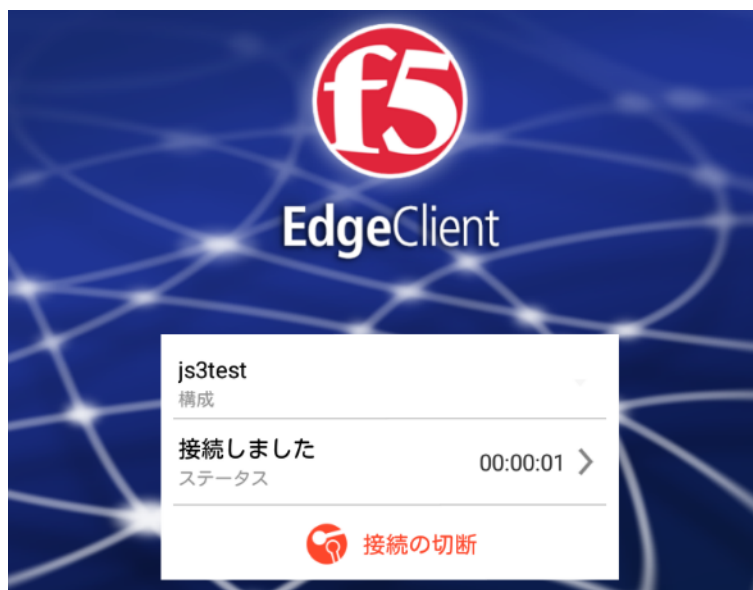 f5
EdgeClient
js3test
構成
接続しました
ステータス
00:00:01
接続の切断